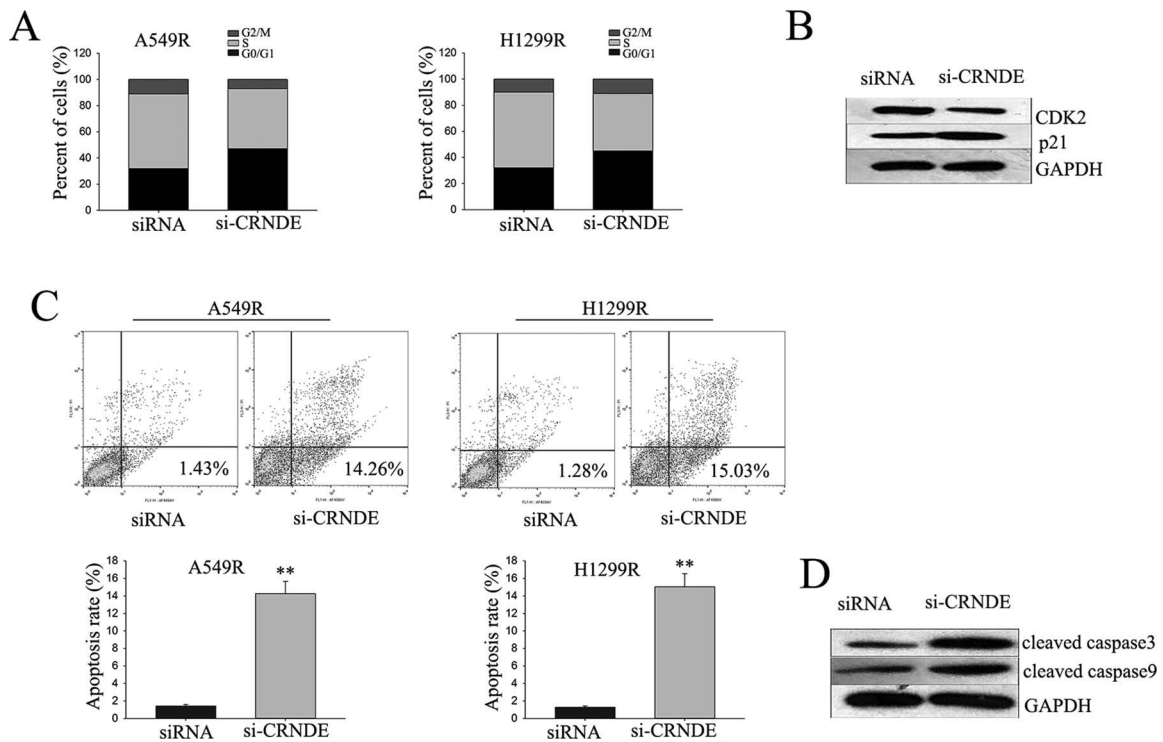 A
A549R
G2/M
S
G0/G1
Percent of cells (%)
120
100
80
60
40
20
0
siRNA
si-CRNDE
H1299R
G2/M
S
G0/G1
Percent of cells (%)
120
100
80
60
40
20
0
siRNA
si-CRNDE
B
siRNA si-CRNDE
CDK2
p21
GAPDH
C
A549R
1.43%
14.26%
siRNA
si-CRNDE
H1299R
1.28%
15.03%
siRNA
si-CRNDE
A549R
Apoptosis rate (%)
18
16
14
12
10
8
6
4
2
0
**
siRNA
si-CRNDE
H1299R
Apoptosis rate (%)
18
16
14
12
10
8
6
4
2
0
**
siRNA
si-CRNDE
D
siRNA si-CRNDE
cleaved caspase3
cleaved caspase9
GAPDH